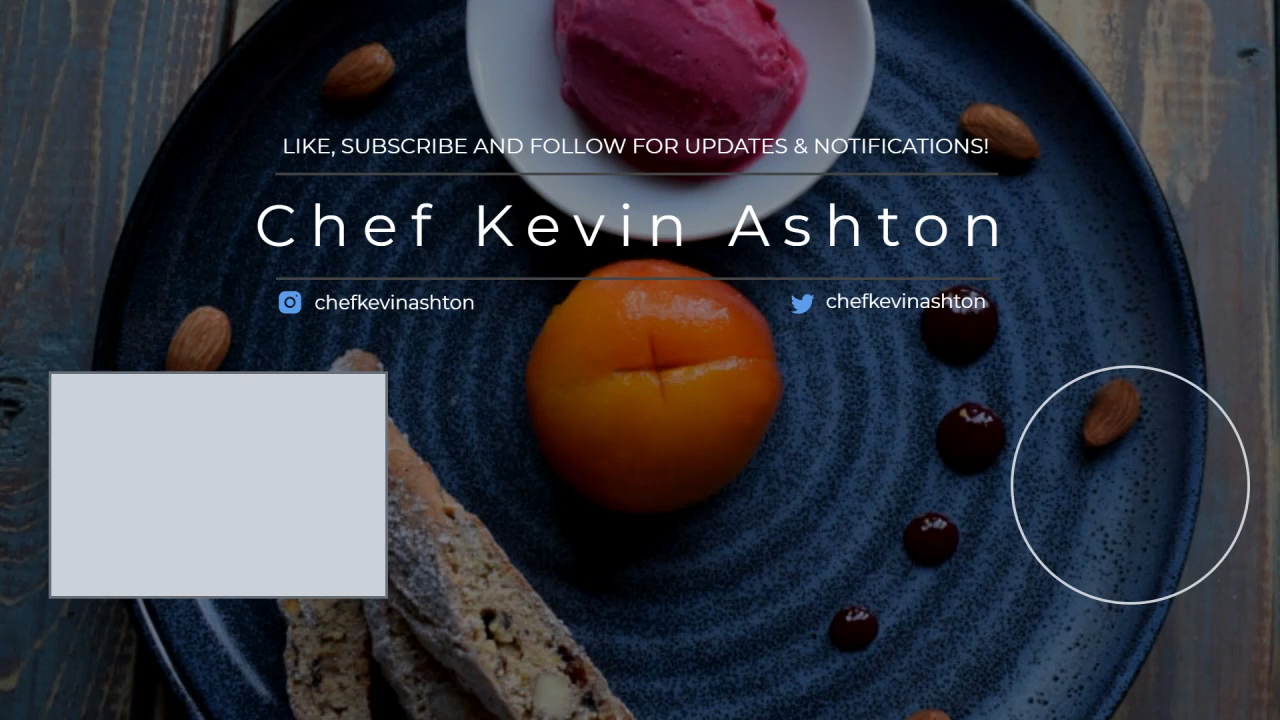 LIKE, SUBSCRIBE AND FOLLOW FOR UPDATES & NOTIFICATIONS!
Chef Kevin Ashton
chefkevinashton
chefkevinashton